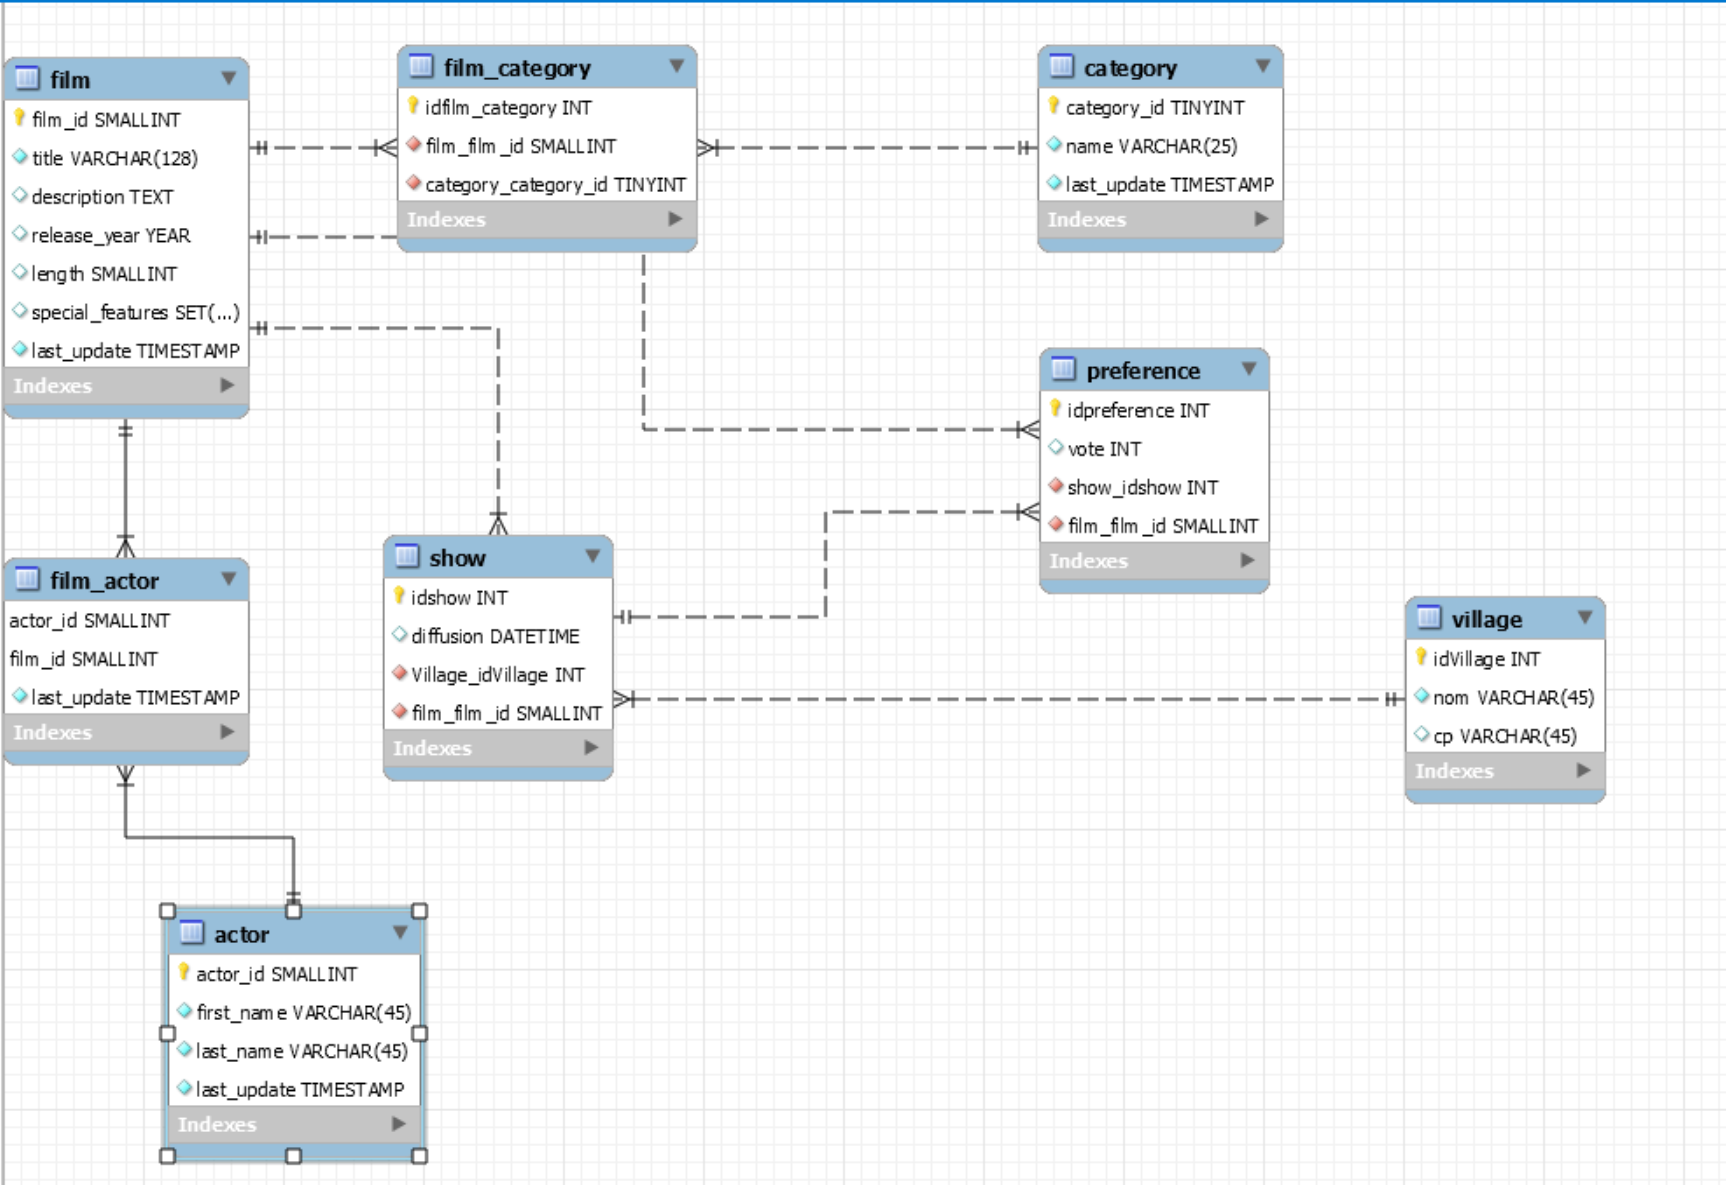 film
film_id SMALLINT
title VARCHAR(128)
description TEXT
release_year YEAR
length SMALLINT
special_features SET(...)
last_update TIMESTAMP
Indexes
film_category
idfilm_category INT
film_film_id SMALLINT
category_category_id TINYINT
Indexes
category
category_id TINYINT
name VARCHAR(25)
last_update TIMESTAMP
Indexes
preference
idpreference INT
vote INT
show_idshow INT
film_film_id SMALLINT
Indexes
film_actor
actor_id SMALLINT
film_id SMALLINT
last_update TIMESTAMP
Indexes
show
idshow INT
diffusion DATETIME
Village_idVillage INT
film_film_id SMALLINT
Indexes
village
idVillage INT
nom VARCHAR(45)
cp VARCHAR(45)
Indexes
actor
actor_id SMALLINT
first_name VARCHAR(45)
last_name VARCHAR(45)
last_update TIMESTAMP
Indexes